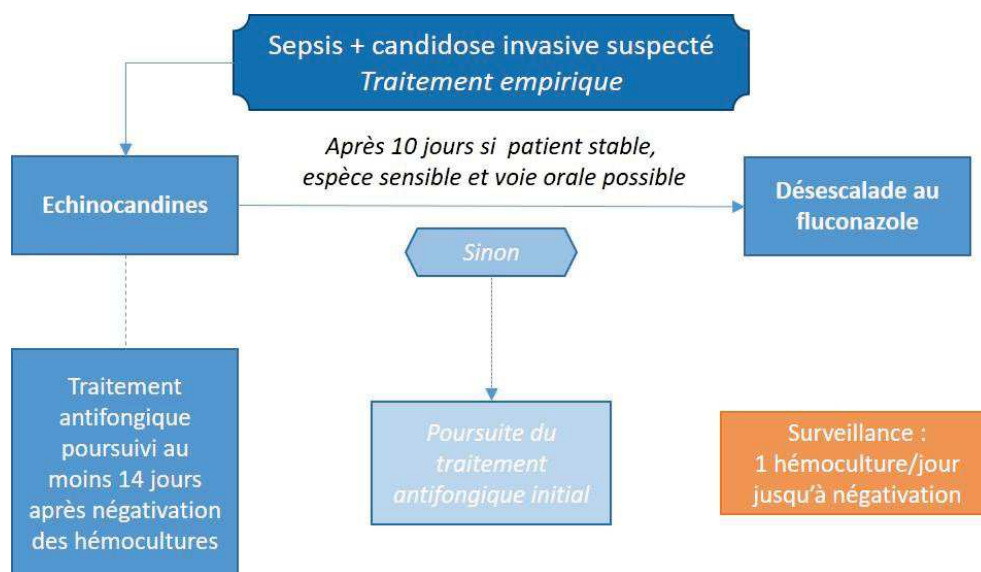 Sepsis + candidose invasive suspecté
Traitement empirique
Après 10 jours si patient stable,
espèce sensible et voie orale possible
Echinocandines
Désescalade au
fluconazole
Sinon
Traitement
antifongique
poursuivi au
moins 14 jours
après négativation
des hémocultures
Poursuite du
traitement
antifongique initial
Surveillance :
1 hémoculture/jour
jusqu'à négativation